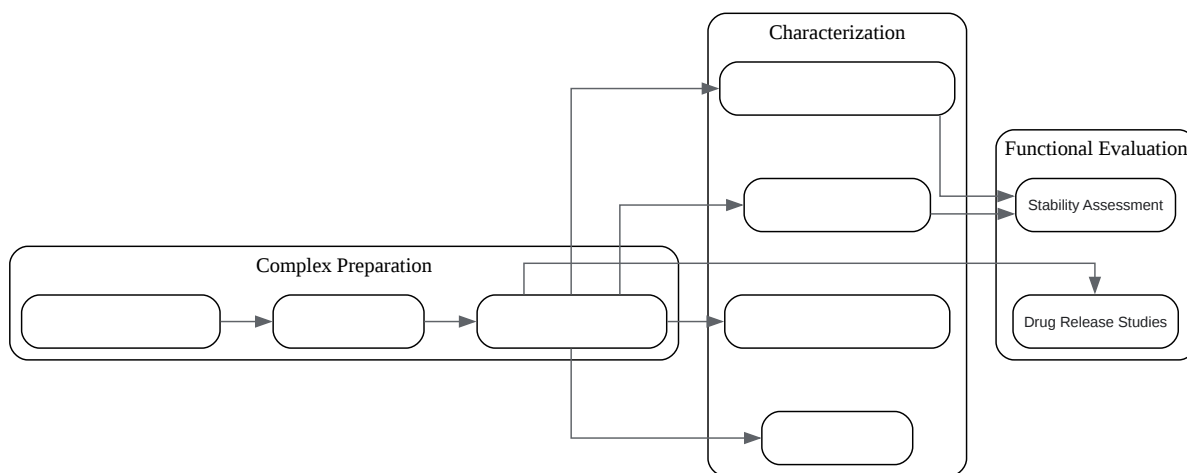 Characterization
Functional Evaluation
Stability Assessment
Complex Preparation
Drug Release Studies